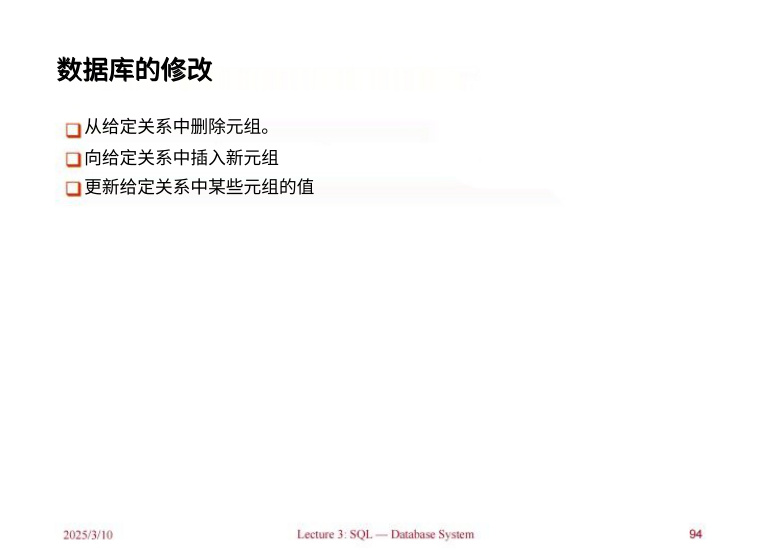 数据库的修改
从给定关系中删除元组。
向给定关系中插入新元组
更新给定关系中某些元组的值
2025/3/10
Lecture 3: SQL — Database System
94